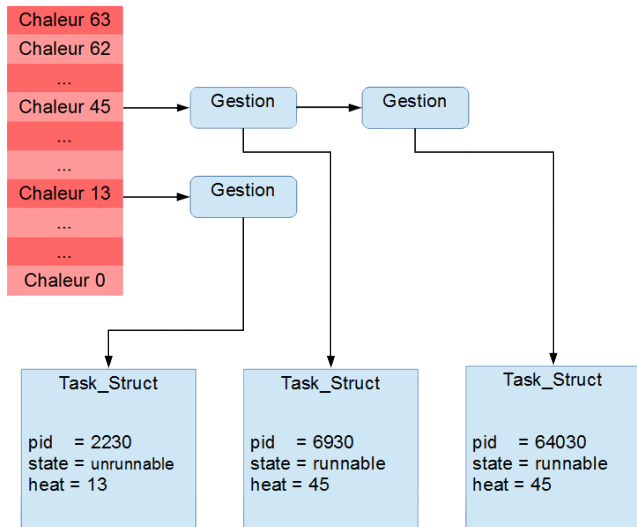 Chaleur 63
Chaleur 62
...
Chaleur 45
...
...
Chaleur 13
...
...
Chaleur 0
Gestion
Gestion
Gestion
Task_Struct
pid = 2230
state = unrunnable
heat = 13
Task_Struct
pid = 6930
state = runnable
heat = 45
Task_Struct
pid = 64030
state = runnable
heat = 45